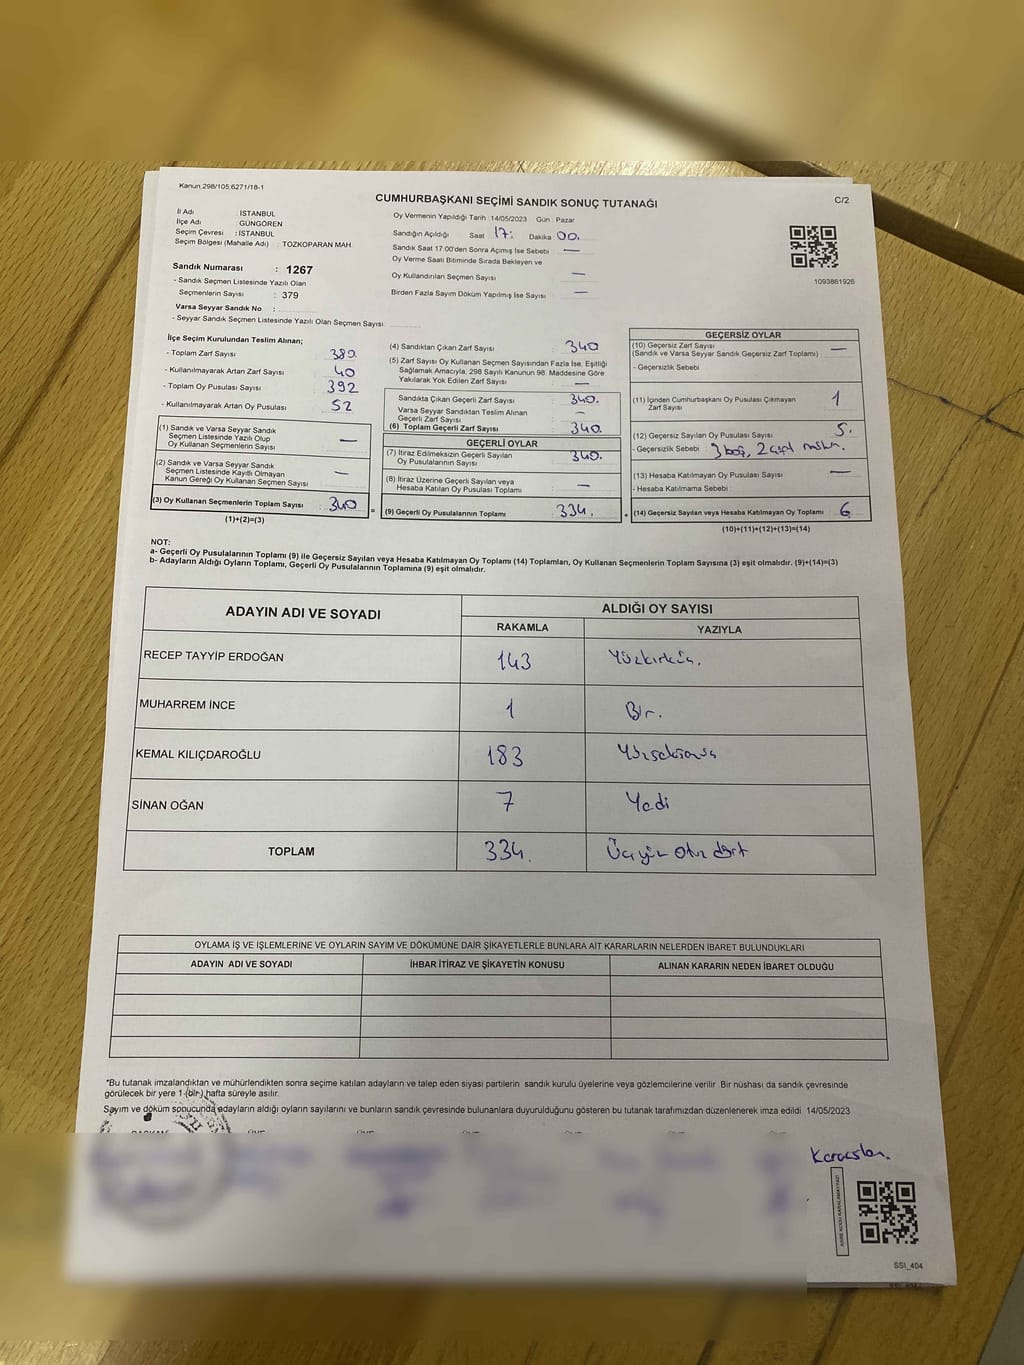 Kanun:298/105,6271/18-1
CUMHURBAŞKANI SEÇİMİ SANDIK SONUÇ TUTANAĞI
C/2
İl Adı : İSTANBUL
İlçe Adı : GÜNGÖREN
Seçim Çevresi : İSTANBUL
Seçim Bölgesi (Mahalle Adı) : TOZKOPARAN MAH.
Sandık Numarası : 1267
- Sandık Seçmen Listesinde Yazılı Olan
Seçmenlerin Sayısı : 379
Varsa Seyyar Sandık No :
- Seyyar Sandık Seçmen Listesinde Yazılı Olan Seçmen Sayısı:
Oy Vermenin Yapıldığı Tarih : 14/05/2023 Gün : Pazar
Sandığın Açıldığı Saat 17: Dakika 00.
Sandık Saat 17:00'den Sonra Açımış İse Sebebi : —
Oy Verme Saati Bitiminde Sırada Bekleyen ve
Oy Kullandırılan Seçmen Sayısı : —
Birden Fazla Sayım Döküm Yapılmış İse Sayısı : —
1093861926
İlçe Seçim Kurulundan Teslim Alınan;
- Toplam Zarf Sayısı : 380
- Kullanılmayarak Artan Zarf Sayısı : 40
- Toplam Oy Pusulası Sayısı : 392
- Kullanılmayarak Artan Oy Pusulası : 52
(1) Sandık ve Varsa Seyyar Sandık
Seçmen Listesinde Yazılı Olup
Oy Kullanan Seçmenlerin Sayısı : —
(2) Sandık ve Varsa Seyyar Sandık
Seçmen Listesinde Kayıtlı Olmayan
Kanun Gereği Oy Kullanan Seçmen Sayısı : —
(3) Oy Kullanan Seçmenlerin Toplam Sayısı : 340 =
(1)+(2)=(3)
(4) Sandıktan Çıkan Zarf Sayısı : 340
(5) Zarf Sayısı Oy Kullanan Seçmen Sayısından Fazla İse, Eşitliği
Sağlamak Amacıyla, 298 Sayılı Kanunun 98. Maddesine Göre
Yakılarak Yok Edilen Zarf Sayısı : —
Sandıkta Çıkan Geçerli Zarf Sayısı : 340.
Varsa Seyyar Sandıktan Teslim Alınan
Geçerli Zarf Sayısı : —
(6) Toplam Geçerli Zarf Sayısı : 340.
GEÇERLİ OYLAR
(7) İtiraz Edilmeksizin Geçerli Sayılan
Oy Pusulalarının Sayısı : 340.
(8) İtiraz Üzerine Geçerli Sayılan veya
Hesaba Katılan Oy Pusulası Toplamı : —
(9) Geçerli Oy Pusulalarının Toplamı : 334. +
GEÇERSİZ OYLAR
(10) Geçersiz Zarf Sayısı
(Sandık ve Varsa Seyyar Sandık Geçersiz Zarf Toplamı) : —
- Geçersizlik Sebebi :
(11) İçinden Cumhurbaşkanı Oy Pusulası Çıkmayan
Zarf Sayısı : 1
(12) Geçersiz Sayılan Oy Pusulası Sayısı : 5.
- Geçersizlik Sebebi : 3 boş, 2 çift mühür.
(13) Hesaba Katılmayan Oy Pusulası Sayısı : —
- Hesaba Katılmama Sebebi :
(14) Geçersiz Sayılan veya Hesaba Katılmayan Oy Toplamı : 6
(10)+(11)+(12)+(13)=(14)
NOT:
a- Geçerli Oy Pusulalarının Toplamı (9) ile Geçersiz Sayılan veya Hesaba Katılmayan Oy Toplamı (14) Toplamları, Oy Kullanan Seçmenlerin Toplam Sayısına (3) eşit olmalıdır. (9)+(14)=(3)
b- Adayların Aldığı Oyların Toplamı, Geçerli Oy Pusulalarının Toplamına (9) eşit olmalıdır.
ADAYIN ADI VE SOYADI ALDIĞI OY SAYISI
RAKAMLA YAZIYLA
RECEP TAYYİP ERDOĞAN 143 Yüzkırküç.
MUHARREM İNCE 1 Bir.
KEMAL KILIÇDAROĞLU 183 Yüzseksenüç
SİNAN OĞAN 7 Yedi
TOPLAM 334. Üçyüz otuz dört
OYLAMA İŞ VE İŞLEMLERİNE VE OYLARIN SAYIM VE DÖKÜMÜNE DAİR ŞİKAYETLERLE BUNLARA AİT KARARLARIN NELERDEN İBARET BULUNDUKLARI
ADAYIN ADI VE SOYADI İHBAR İTİRAZ VE ŞİKAYETİN KONUSU ALINAN KARARIN NEDEN İBARET OLDUĞU
*Bu tutanak imzalandıktan ve mühürlendikten sonra seçime katılan adayların ve talep eden siyasi partilerin sandık kurulu üyelerine veya gözlemcilerine verilir. Bir nüshası da sandık çevresinde
görülecek bir yere 1 (bir) hafta süreyle asılır.
Sayım ve döküm sonucunda adayların aldığı oyların sayılarını ve bunların sandık çevresinde bulunanlara duyurulduğunu gösteren bu tutanak tarafımızdan düzenlenerek imza edildi. 14/05/2023
SSI_404